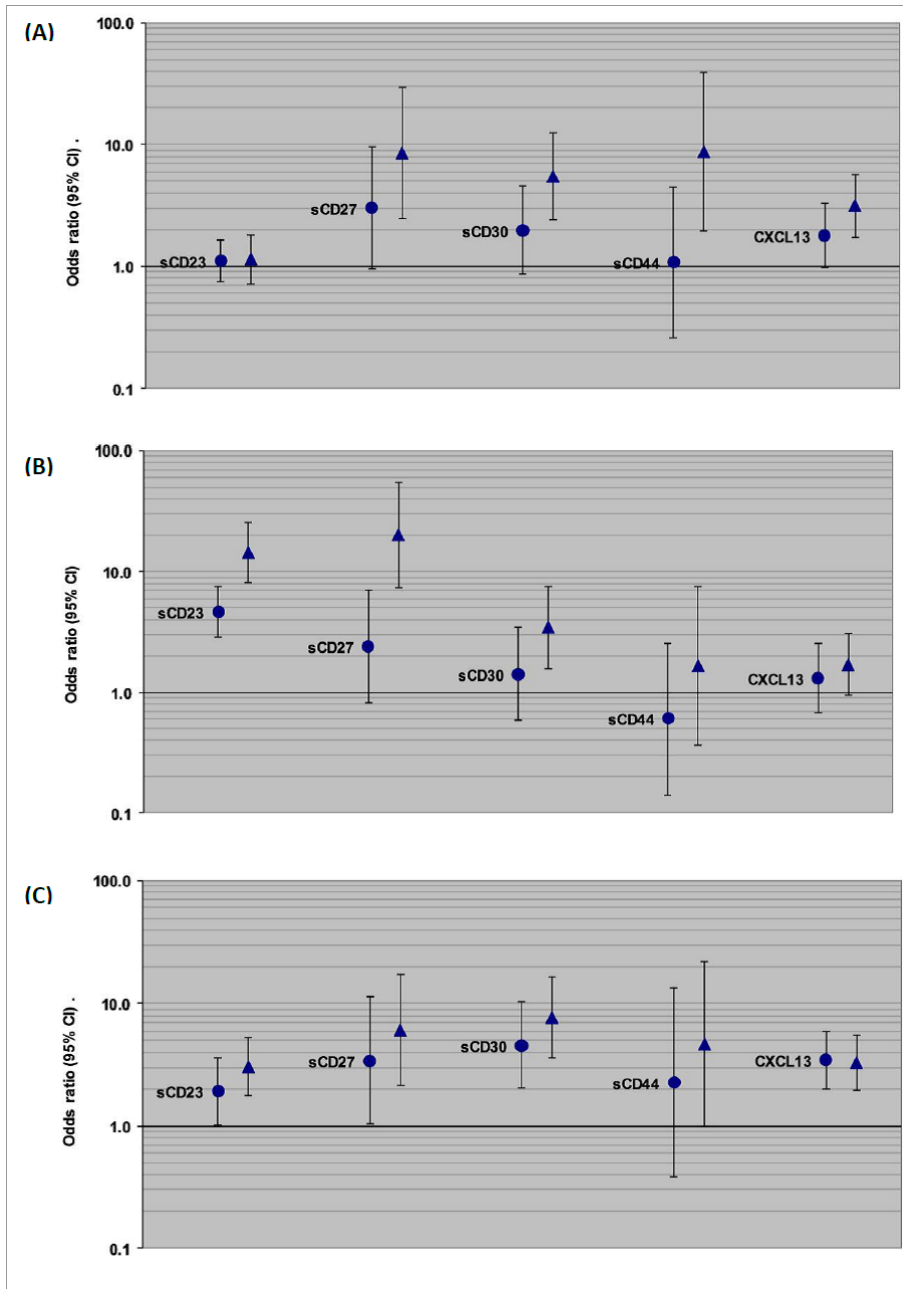 (A)
100.0
10.0
1.0
0.1
Odds ratio (95% CI) .
sCD23
sCD27
sCD30
sCD44
CXCL13
(B)
100.0
10.0
1.0
0.1
Odds ratio (95% CI)
sCD23
sCD27
sCD30
sCD44
CXCL13
(C)
100.0
10.0
1.0
0.1
Odds ratio (95% CI) .
sCD23
sCD27
sCD30
sCD44
CXCL13